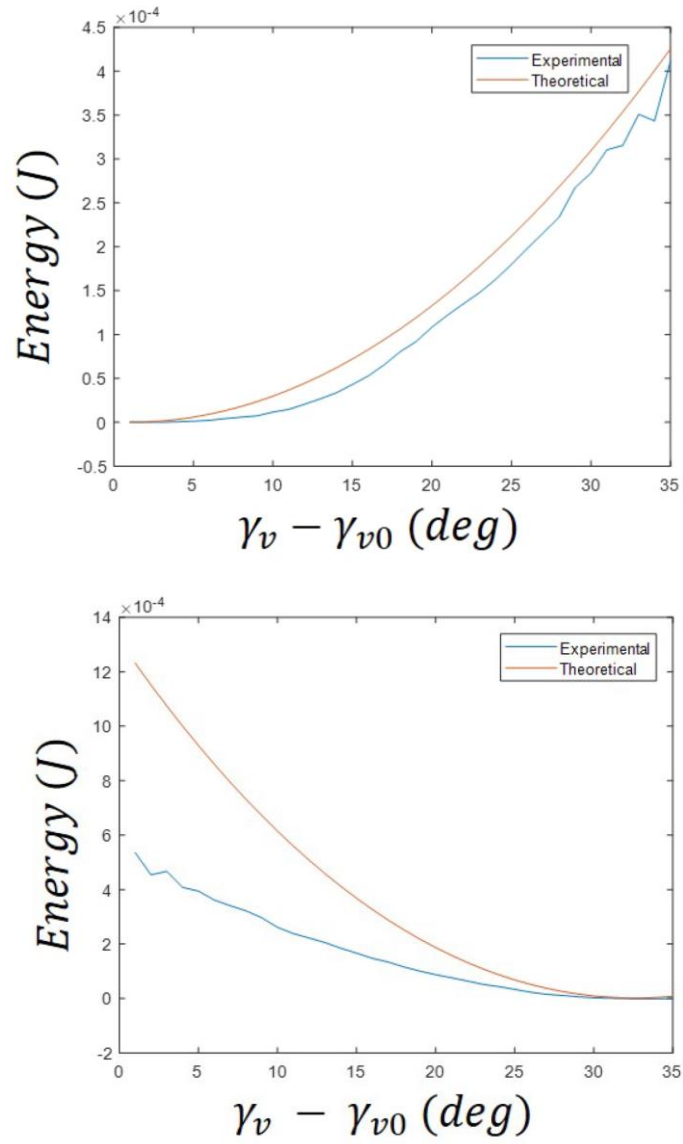 ×10⁻⁴
4.5
4
3.5
3
2.5
2
1.5
1
0.5
0
-0.5
Energy (J)
Experimental
Theoretical
0 5 10 15 20 25 30 35
γᵥ − γᵥ₀ (deg)
×10⁻⁴
14
12
10
8
6
4
2
0
-2
Energy (J)
Experimental
Theoretical
0 5 10 15 20 25 30 35
γᵥ − γᵥ₀ (deg)